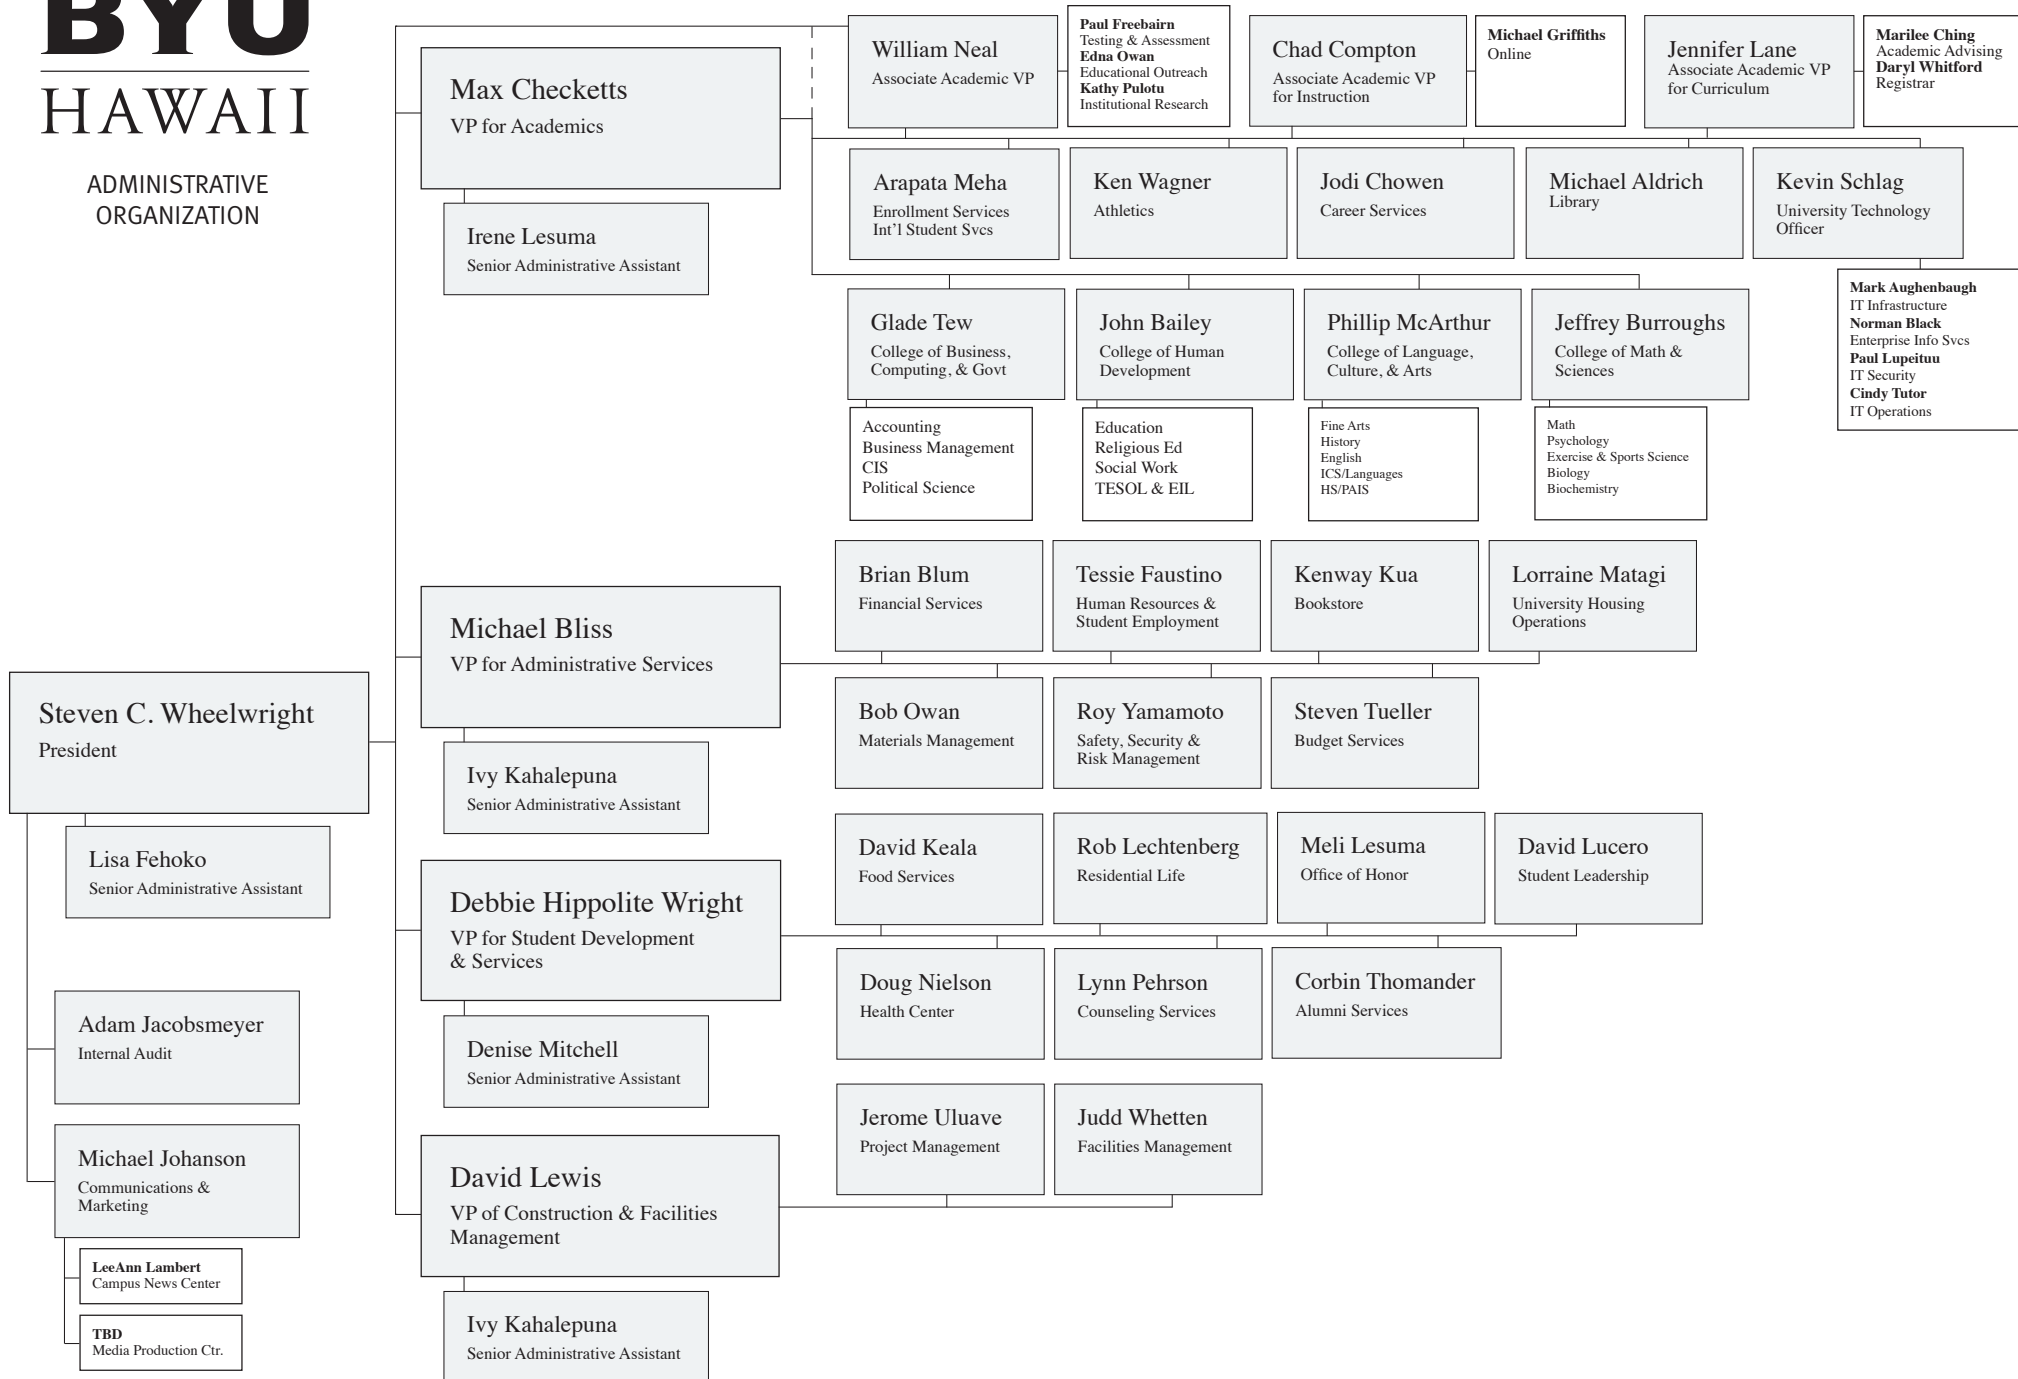 BYU
HAWAII
ADMINISTRATIVE
ORGANIZATION
Steven C. Wheelwright
President
Lisa Fehoko
Senior Administrative Assistant
Adam Jacobsmeyer
Internal Audit
Michael Johanson
Communications &
Marketing
LeeAnn Lambert
Campus News Center
TBD
Media Production Ctr.
Max Checketts
VP for Academics
Irene Lesuma
Senior Administrative Assistant
William Neal
Associate Academic VP
Paul Freebairn
Testing & Assessment
Edna Owan
Educational Outreach
Kathy Pulotu
Institutional Research
Chad Compton
Associate Academic VP
for Instruction
Michael Griffiths
Online
Jennifer Lane
Associate Academic VP
for Curriculum
Marilee Ching
Academic Advising
Daryl Whitford
Registrar
Arapata Meha
Enrollment Services
Int'l Student Svcs
Ken Wagner
Athletics
Jodi Chowen
Career Services
Michael Aldrich
Library
Kevin Schlag
University Technology
Officer
Mark Aughenbaugh
IT Infrastructure
Norman Black
Enterprise Info Svcs
Paul Lupeituu
IT Security
Cindy Tutor
IT Operations
Glade Tew
College of Business,
Computing, & Govt
Accounting
Business Management
CIS
Political Science
John Bailey
College of Human
Development
Education
Religious Ed
Social Work
TESOL & EIL
Phillip McArthur
College of Language,
Culture, & Arts
Fine Arts
History
English
ICS/Languages
HS/PAIS
Jeffrey Burroughs
College of Math &
Sciences
Math
Psychology
Exercise & Sports Science
Biology
Biochemistry
Michael Bliss
VP for Administrative Services
Ivy Kahalepuna
Senior Administrative Assistant
Brian Blum
Financial Services
Tessie Faustino
Human Resources &
Student Employment
Kenway Kua
Bookstore
Lorraine Matagi
University Housing
Operations
Bob Owan
Materials Management
Roy Yamamoto
Safety, Security &
Risk Management
Steven Tueller
Budget Services
Debbie Hippolite Wright
VP for Student Development
& Services
Denise Mitchell
Senior Administrative Assistant
David Keala
Food Services
Rob Lechtenberg
Residential Life
Meli Lesuma
Office of Honor
David Lucero
Student Leadership
Doug Nielson
Health Center
Lynn Pehrson
Counseling Services
Corbin Thomander
Alumni Services
David Lewis
VP of Construction & Facilities
Management
Ivy Kahalepuna
Senior Administrative Assistant
Jerome Uluave
Project Management
Judd Whetten
Facilities Management